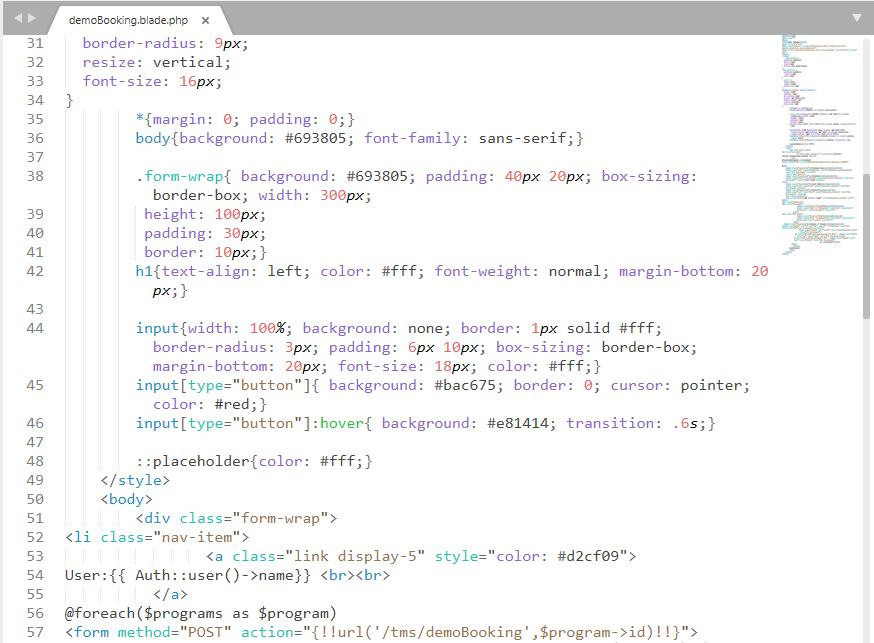 demoBooking.blade.php
31 border-radius: 9px;
32 resize: vertical;
33 font-size: 16px;
34 }
35 *{margin: 0; padding: 0;}
36 body{background: #693805; font-family: sans-serif;}
37
38 .form-wrap{ background: #693805; padding: 40px 20px; box-sizing:
border-box; width: 300px;
39 height: 100px;
40 padding: 30px;
41 border: 10px;}
42 h1{text-align: left; color: #fff; font-weight: normal; margin-bottom: 20
px;}
43
44 input{width: 100%; background: none; border: 1px solid #fff;
border-radius: 3px; padding: 6px 10px; box-sizing: border-box;
margin-bottom: 20px; font-size: 18px; color: #fff;}
45 input[type="button"]{ background: #bac675; border: 0; cursor: pointer;
color: #red;}
46 input[type="button"]:hover{ background: #e81414; transition: .6s;}
47
48 ::placeholder{color: #fff;}
49 </style>
50 <body>
51 <div class="form-wrap">
52 <li class="nav-item">
53 <a class="link display-5" style="color: #d2cf09">
54 User:{{ Auth::user()->name}} <br><br>
55 </a>
56 @foreach($programs as $program)
57 <form method="POST" action="{!!url('/tms/demoBooking',$program->id)!!}">